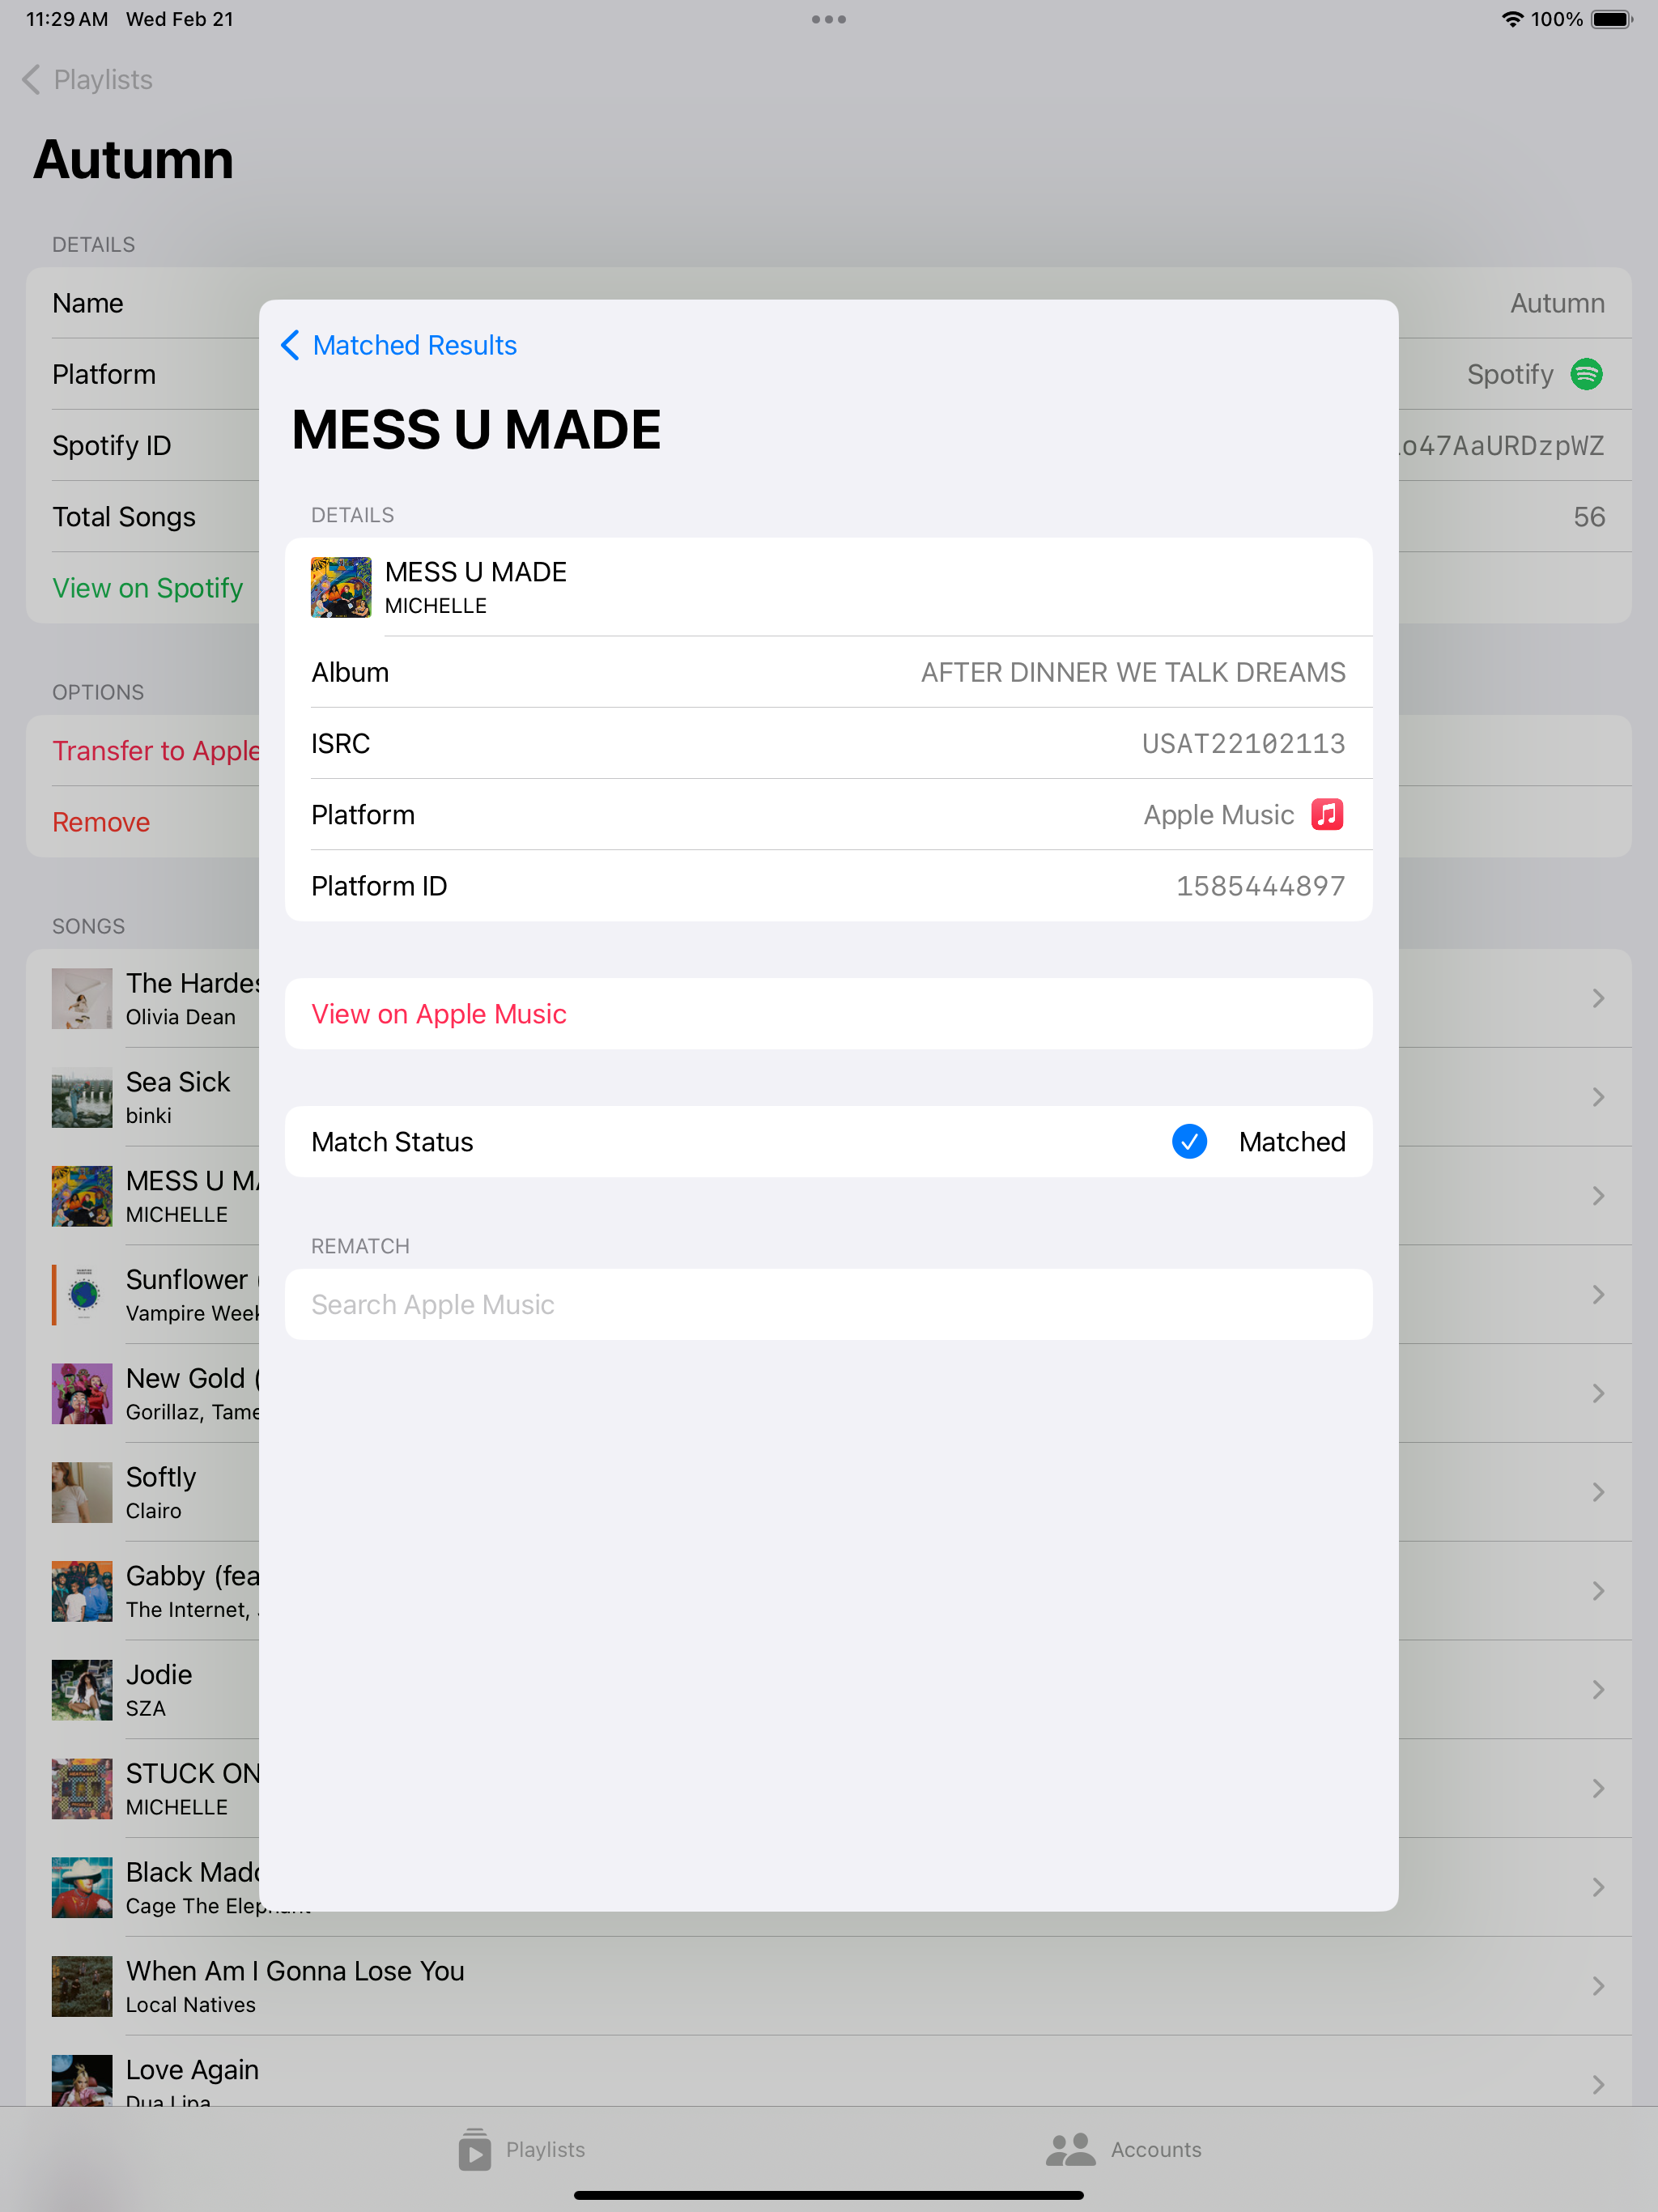 11:29 AM Wed Feb 21
100%
Playlists
Autumn
DETAILS
Name
Autumn
Platform
Spotify
Spotify ID
o47AaURDzpWZ
Total Songs
56
View on Spotify
OPTIONS
Transfer to Apple
Remove
SONGS
The Hardes
Olivia Dean
Sea Sick
binki
MESS U MA
MICHELLE
Sunflower (
Vampire Week
New Gold (
Gorillaz, Tame
Softly
Clairo
Gabby (fea
The Internet,
Jodie
SZA
STUCK ON
MICHELLE
Black Mado
Cage The Elephant
When Am I Gonna Lose You
Local Natives
Love Again
Dua Lipa
Matched Results
MESS U MADE
DETAILS
MESS U MADE
MICHELLE
Album
AFTER DINNER WE TALK DREAMS
ISRC
USAT22102113
Platform
Apple Music
Platform ID
1585444897
View on Apple Music
Match Status
Matched
REMATCH
Search Apple Music
Playlists
Accounts